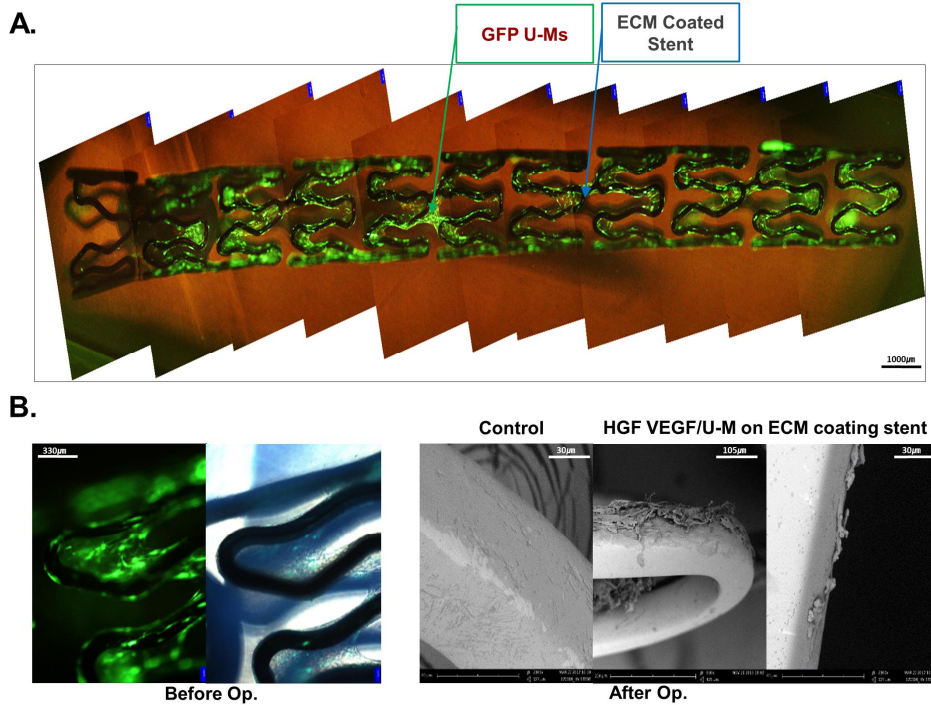 A.
GFP U-Ms
ECM Coated
Stent
1000μm
B.
Control
HGF VEGF/U-M on ECM coating stent
330μm
30μm
105μm
30μm
Before Op.
After Op.